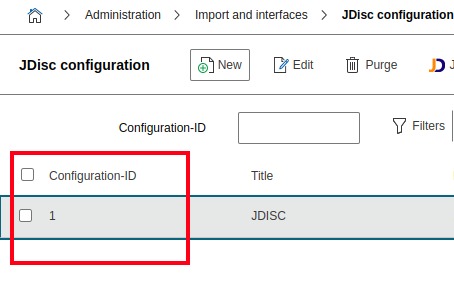 Administration Import and interfaces JDisc configuration
JDisc configuration New Edit Purge
Configuration-ID Filters
Configuration-ID Title
1 JDISC